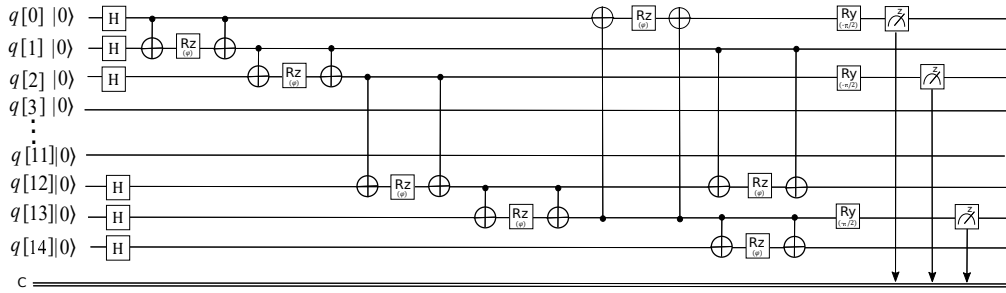 q[0] |0⟩ H Rz (φ) Rz (φ) Ry (-π/2) z
q[1] |0⟩ H Rz (φ)
q[2] |0⟩ H Rz (φ) Ry (-π/2) z
q[3] |0⟩
q[11]|0⟩
q[12]|0⟩ H Rz (φ) Rz (φ)
q[13]|0⟩ H Rz (φ) Ry (-π/2) z
q[14]|0⟩ H Rz (φ)
C